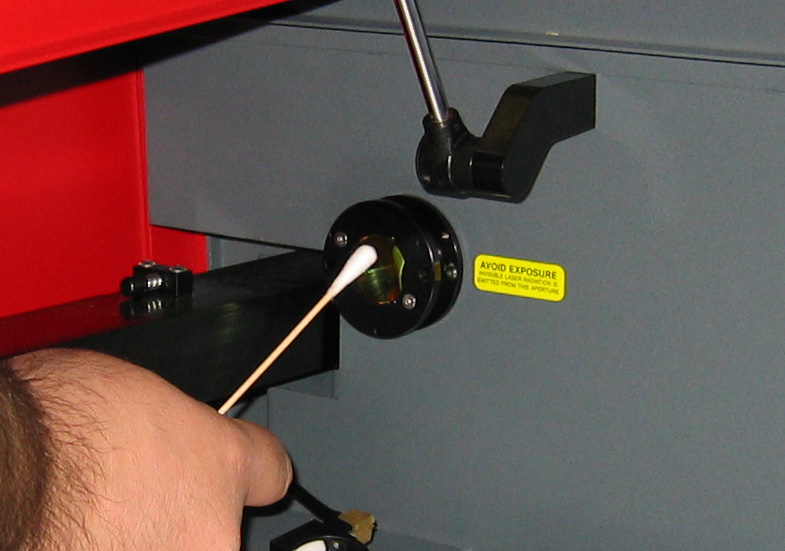 AVOID EXPOSURE
INVISIBLE LASER RADIATION IS
EMITTED FROM THIS APERTURE